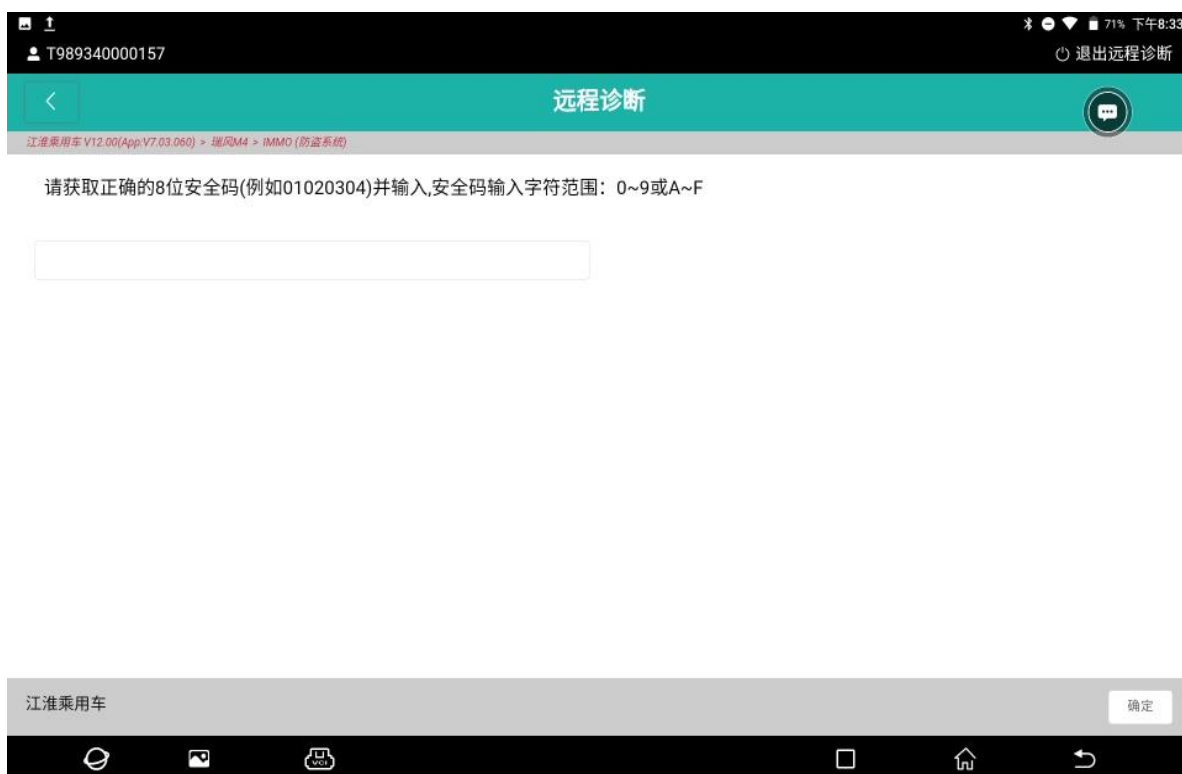 71% 下午8:33
T989340000157
退出远程诊断
远程诊断
江淮乘用车 V12.00(App:V7.03.060) > 瑞风M4 > IMMO (防盗系统)
请获取正确的8位安全码(例如01020304)并输入,安全码输入字符范围：0~9或A~F
江淮乘用车
确定
VCI